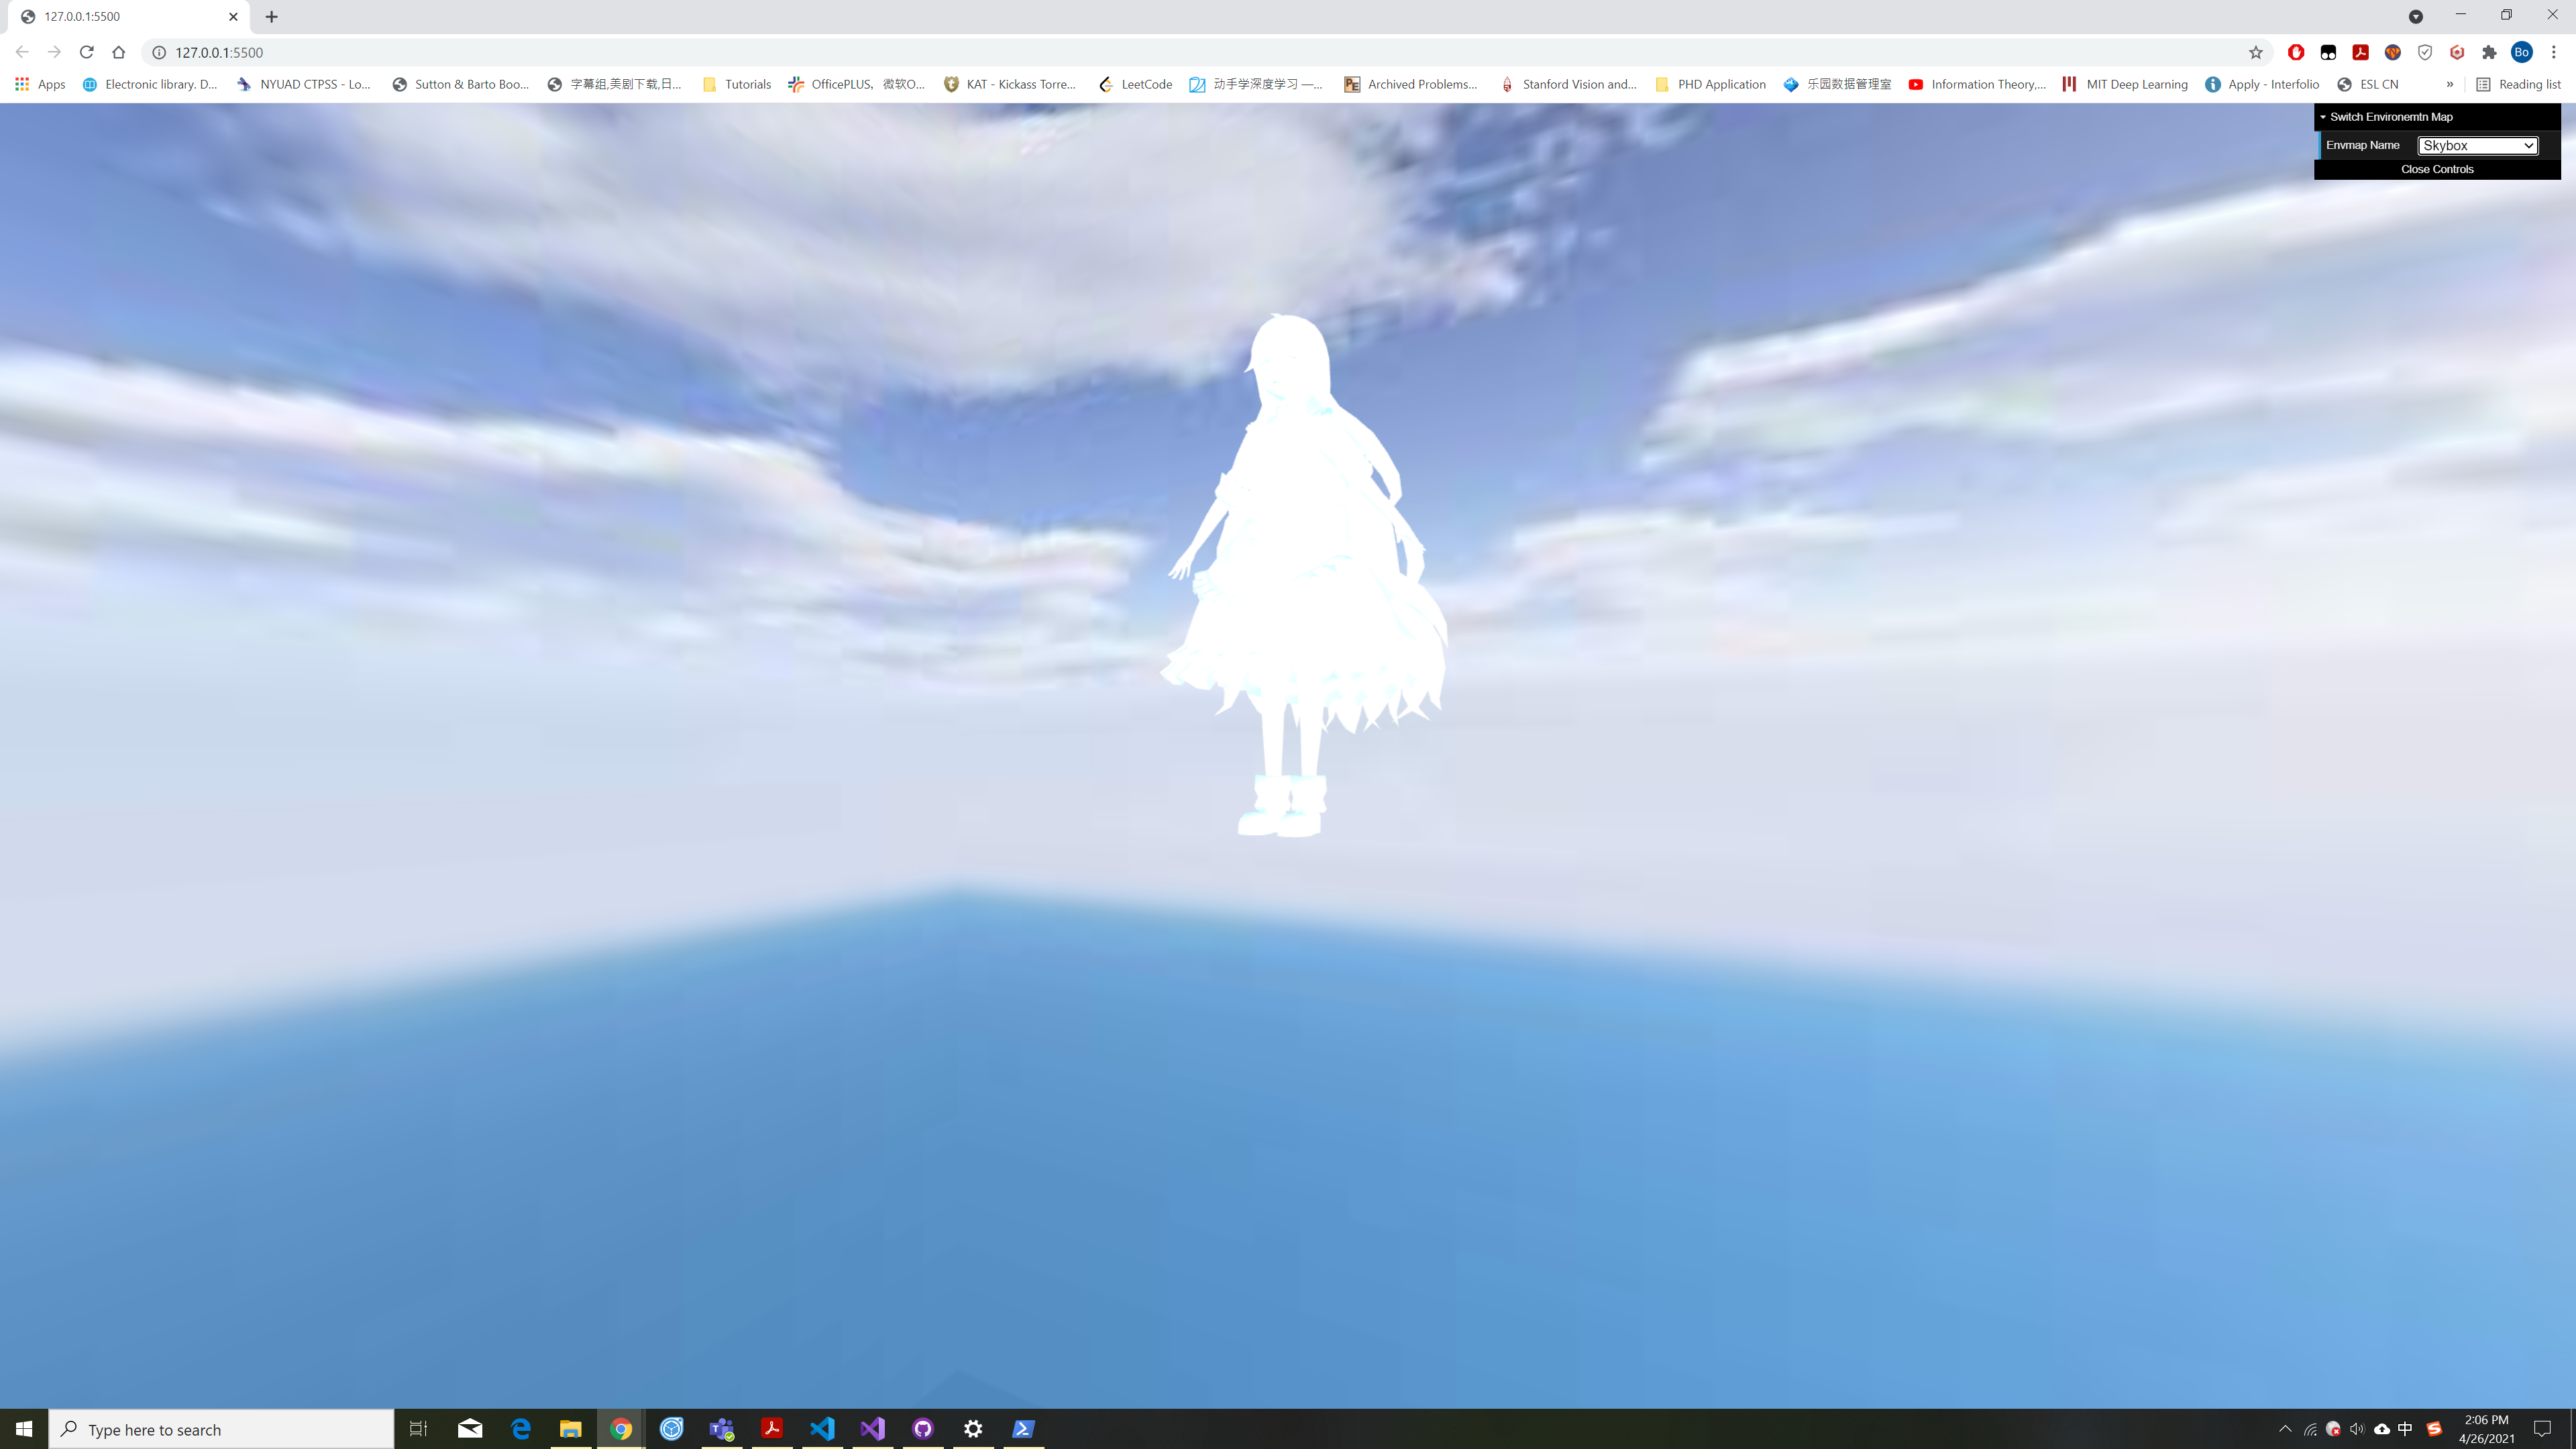 127.0.0.1:5500
127.0.0.1:5500
Bo
Apps
Electronic library. D...
NYUAD CTPSS - Lo...
Sutton & Barto Boo...
字幕组,美剧下载,日...
Tutorials
OfficePLUS，微软O...
KAT - Kickass Torre...
LeetCode
动手学深度学习 —...
PE
Archived Problems...
Stanford Vision and...
PHD Application
乐园数据管理室
Information Theory,...
MIT Deep Learning
Apply - Interfolio
ESL CN
»
Reading list
Switch Environemtn Map
Envmap Name
Skybox
Close Controls
Type here to search
中
2:06 PM
4/26/2021